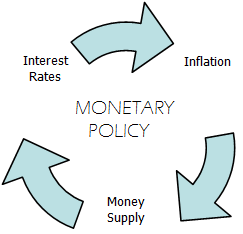 Interest
Rates
Inflation
MONETARY
POLICY
Money
Supply